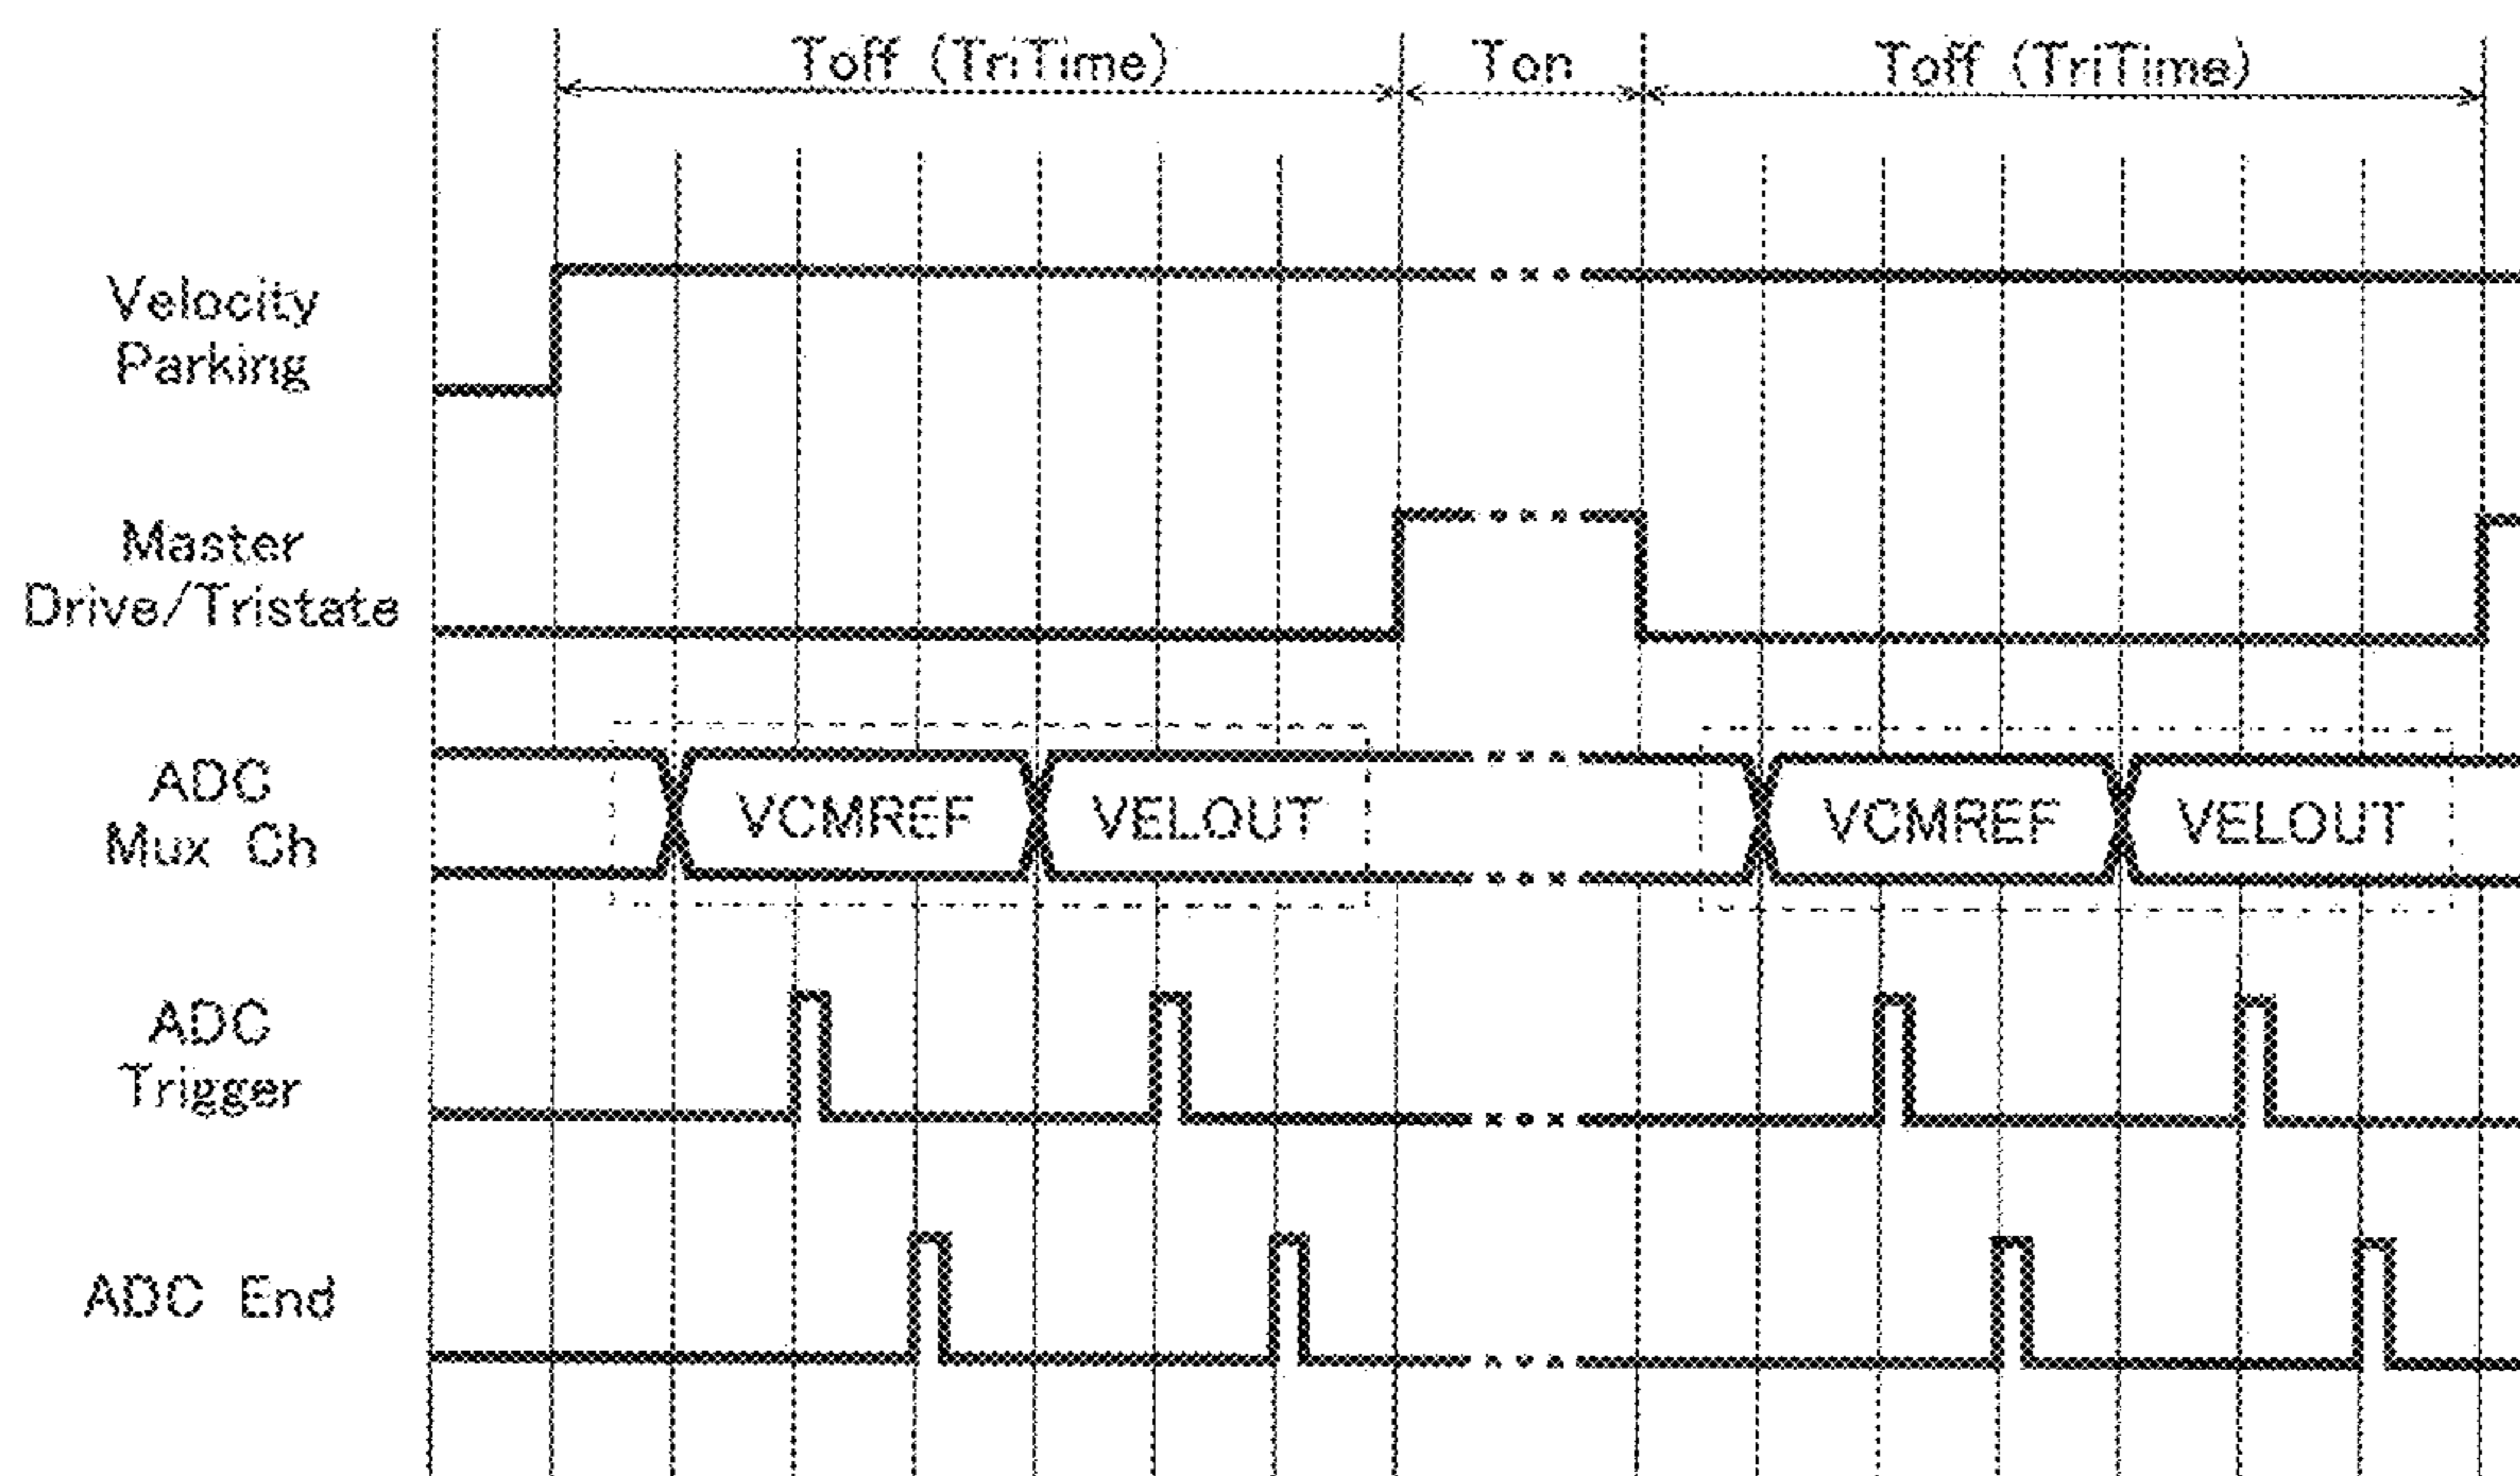 Toff (TriTime) Ton Toff (TriTime)
Velocity
Parking
Master
Drive/Tristate
ADC
Mux Ch
VCMREF VELOUT VCMREF VELOUT
ADC
Trigger
ADC End